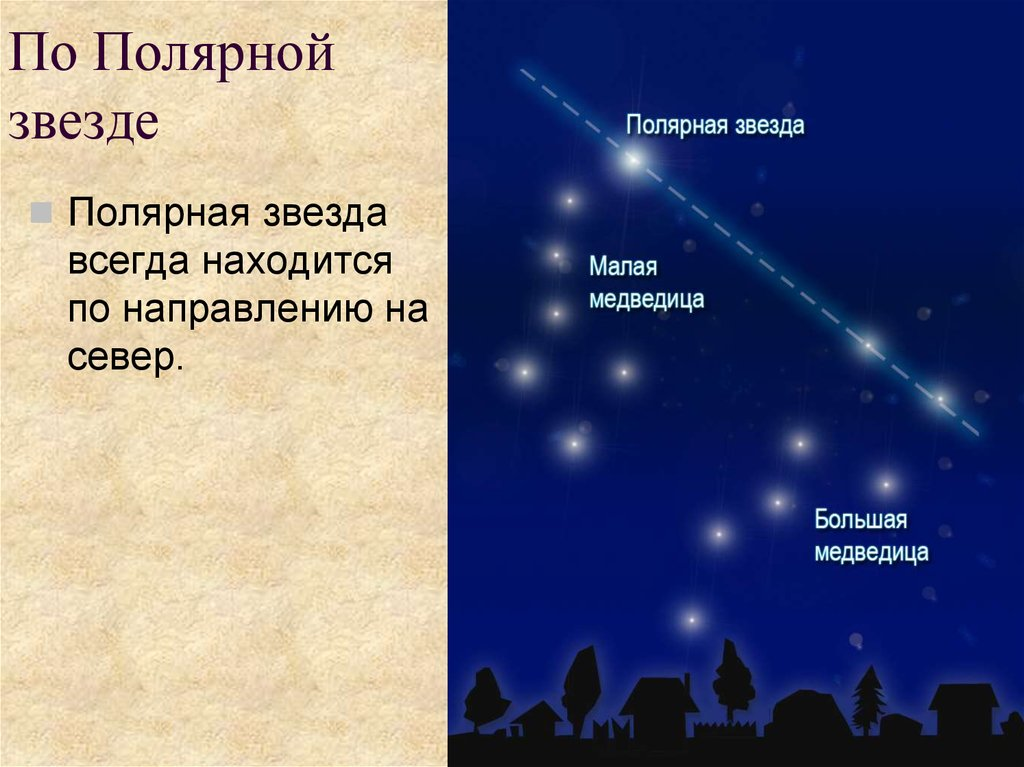 По Полярной
звезде
Полярная звезда
всегда находится
по направлению на
север.
Полярная звезда
Малая
медведица
Большая
медведица